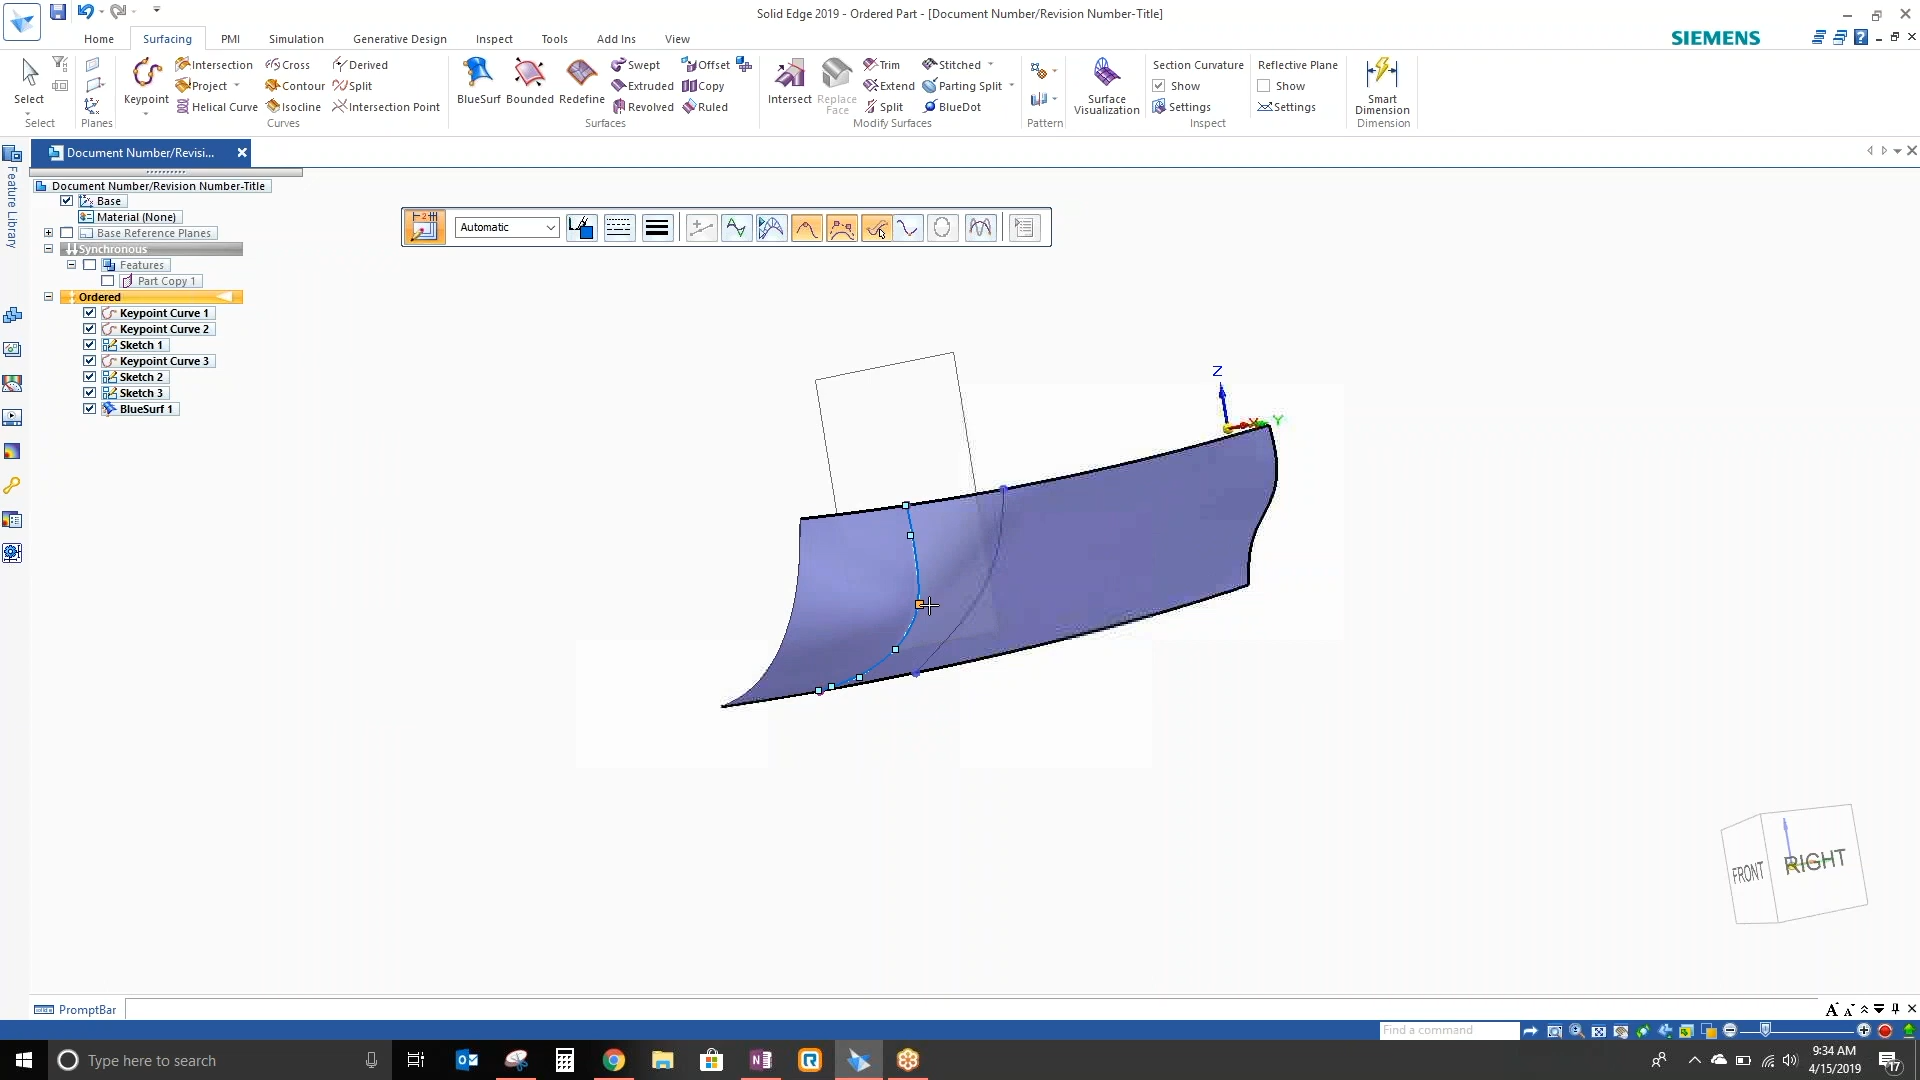 Solid Edge 2019 - Ordered Part - [Document Number/Revision Number-Title]
Home
Surfacing
PMI
Simulation
Generative Design
Inspect
Tools
Add Ins
View
SIEMENS
Select
Select
Planes
Keypoint
Intersection
Project
Helical Curve
Cross
Contour
Isocline
Derived
Split
Intersection Point
Curves
BlueSurf
Bounded
Redefine
Swept
Extruded
Revolved
Offset
Copy
Ruled
Surfaces
Intersect
Replace
Face
Trim
Extend
Split
Stitched
Parting Split
BlueDot
Modify Surfaces
Pattern
Surface
Visualization
Section Curvature
Show
Settings
Reflective Plane
Show
Settings
Inspect
Smart
Dimension
Dimension
Document Number/Revisi...
Feature Library
Document Number/Revision Number-Title
Base
Material (None)
Base Reference Planes
Synchronous
Features
Part Copy 1
Ordered
Keypoint Curve 1
Keypoint Curve 2
Sketch 1
Keypoint Curve 3
Sketch 2
Sketch 3
BlueSurf 1
Automatic
Z
X
Y
FRONT
RIGHT
PromptBar
Find a command
Type here to search
9:34 AM
4/15/2019
17